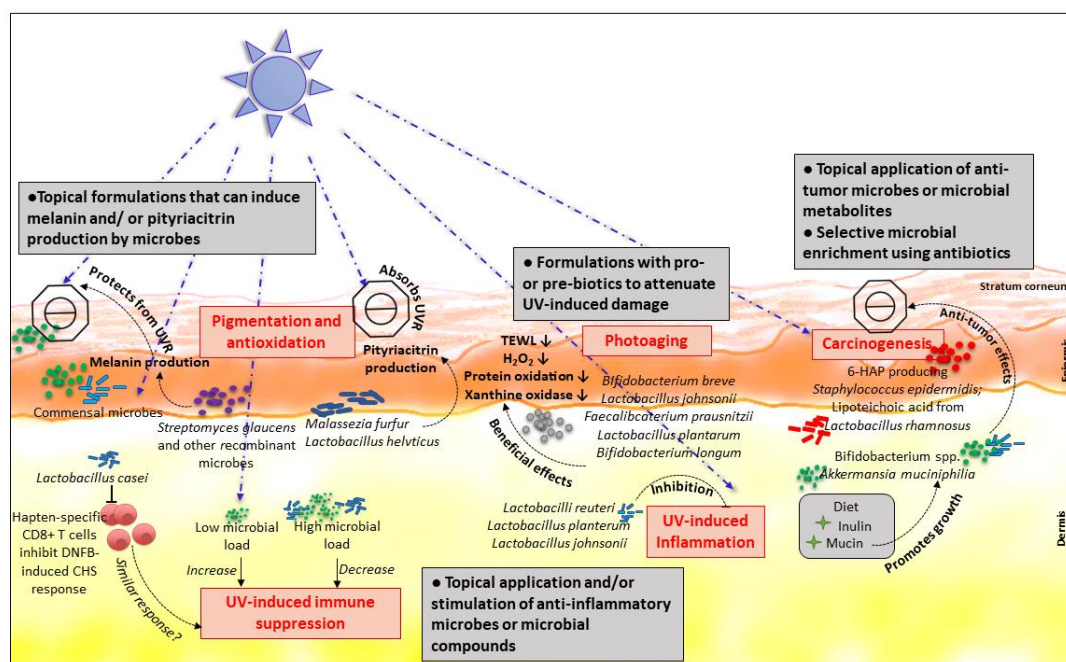 ●Topical formulations that can induce
melanin and/ or pityriacitrin
production by microbes
● Topical application of anti-
tumor microbes or microbial
metabolites
● Selective microbial
enrichment using antibiotics
● Formulations with pro-
or pre-biotics to attenuate
UV-induced damage
Stratum corneum
Protects from UVR
Pigmentation and
antioxidation
Absorbs UVR
Melanin prodution
Pityriacitrin
production
Commensal microbes
Streptomyces glaucens
and other recombinant
microbes
Malassezia furfur
Lactobacillus helvticus
TEWL ↓
H₂O₂ ↓
Protein oxidation ↓
Xanthine oxidase ↓
Photoaging
Bifidobacterium breve
Lactobacillus johnsonii
Faecalibcaterium prausnitzii
Lactobacillus plantarum
Bifidobacterium longum
Beneficial effects
Carcinogenesis
Anti-tumor effects
6-HAP producing
Staphylococcus epidermidis;
Lipoteichoic acid from
Lactobacillus rhamnosus
Bifidobacterium spp.
Akkermansia muciniphilia
Diet
Inulin
Mucin
Promotes growth
Lactobacillus casei
Hapten-specific
CD8+ T cells
inhibit DNFB-
induced CHS
response
Similar response?
Low microbial
load
High microbial
load
Increase
Decrease
UV-induced immune
suppression
Lactobacilli reuteri
Lactobacillus planterum
Lactobacillus johnsonii
Inhibition
UV-induced
Inflammation
● Topical application and/or
stimulation of anti-inflammatory
microbes or microbial
compounds
Dermis